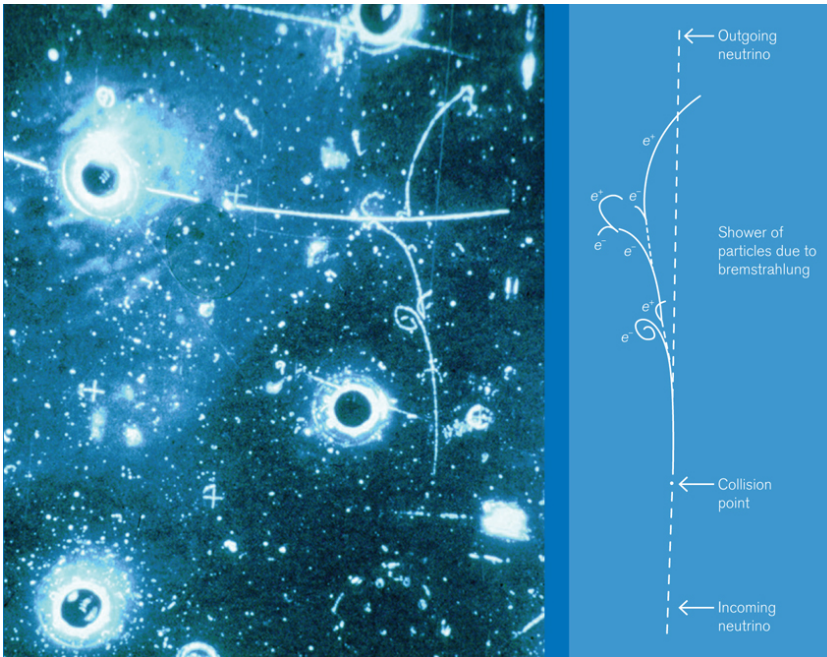 Outgoing
neutrino
e⁺
e⁺
e⁻
e⁻
e⁻
Shower of
particles due to
bremstrahlung
e⁺
e⁻
Collision
point
Incoming
neutrino